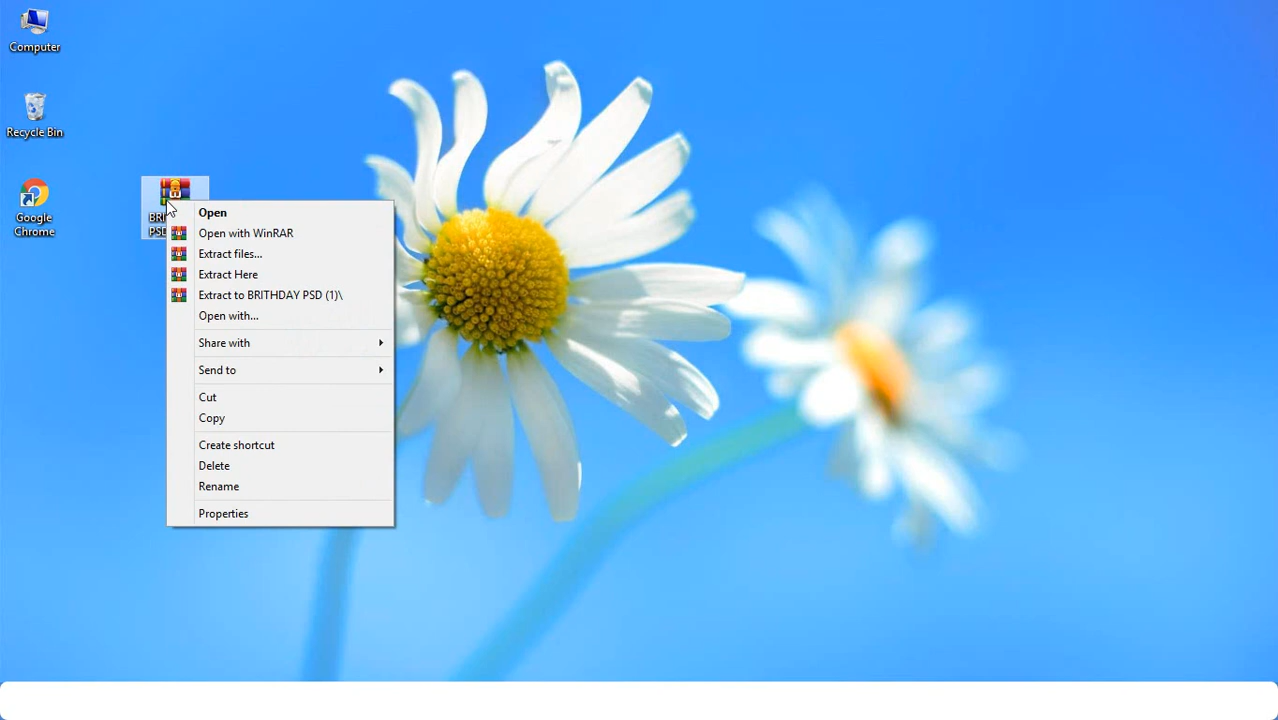 Computer
Recycle Bin
Google
Chrome
Open
Open with WinRAR
Extract files...
Extract Here
Extract to BRITHDAY PSD (1)\
Open with...
Share with
Send to
Cut
Copy
Create shortcut
Delete
Rename
Properties